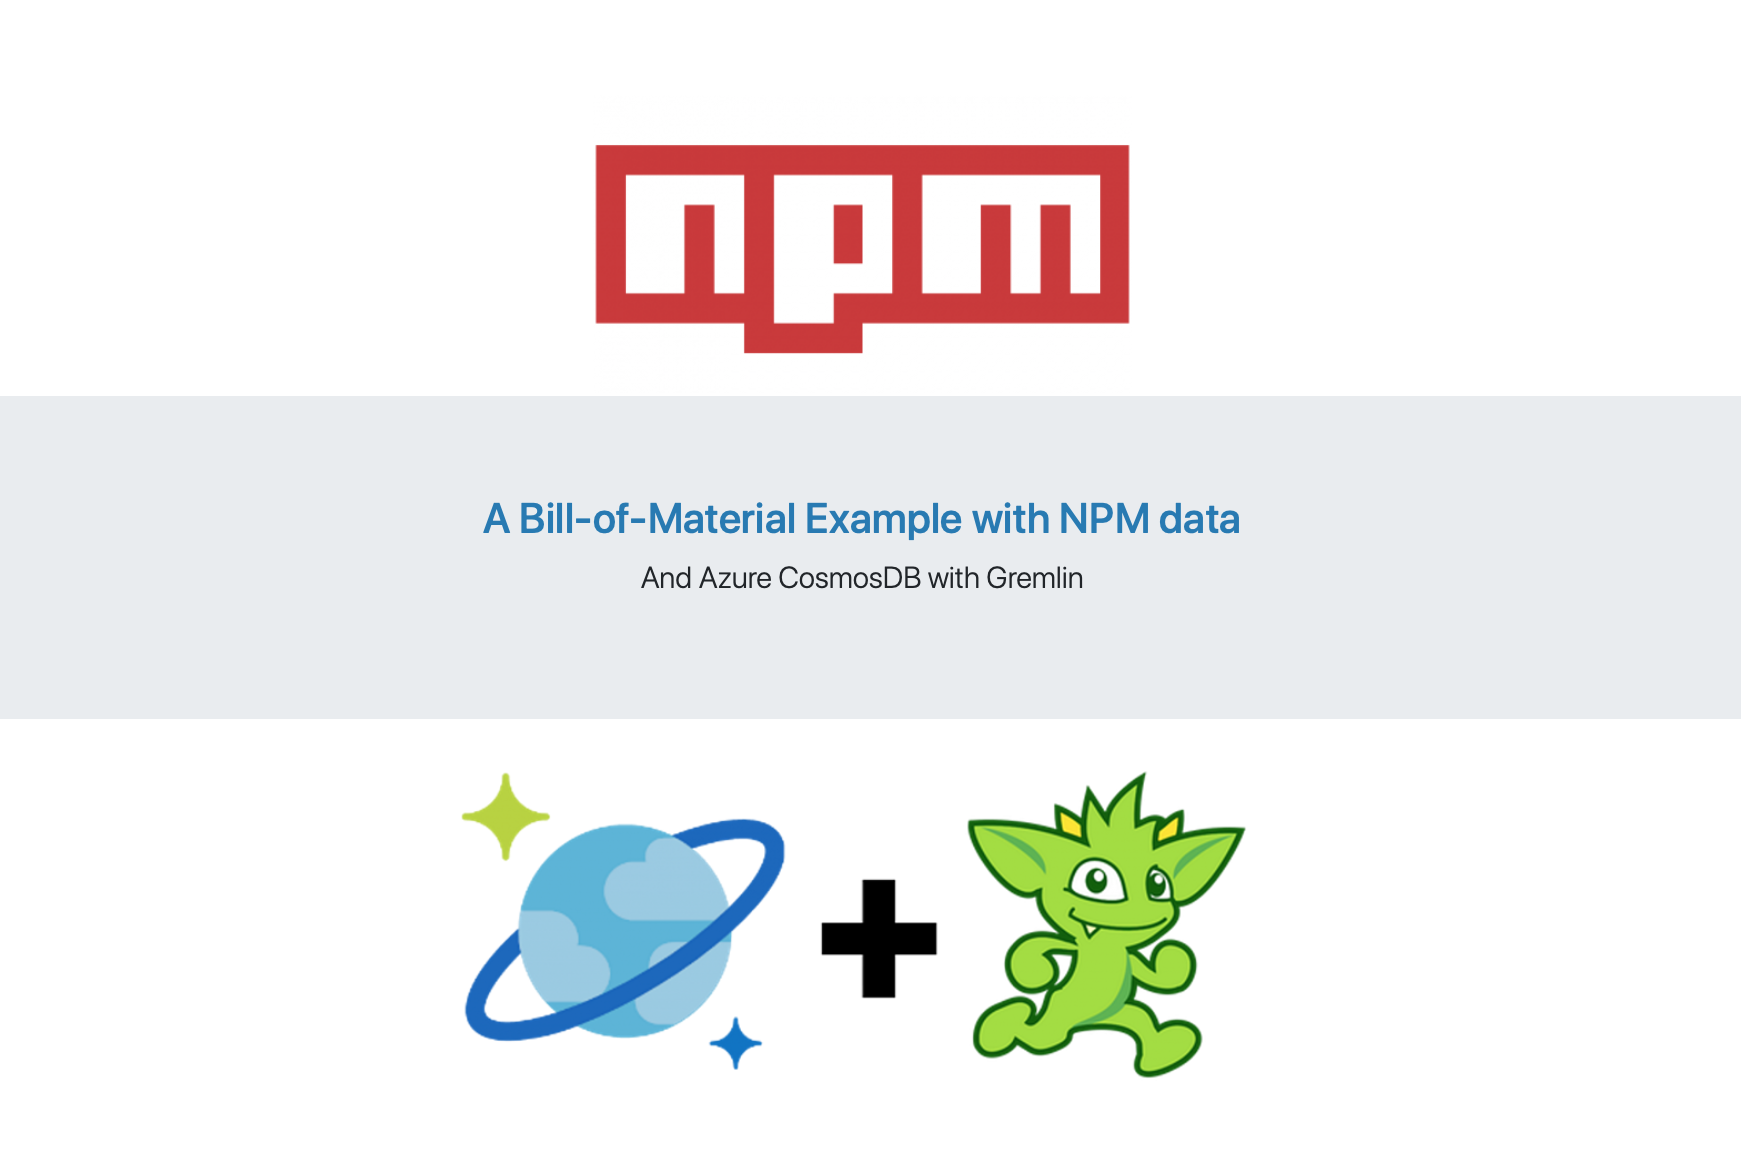 npm
A Bill-of-Material Example with NPM data
And Azure CosmosDB with Gremlin